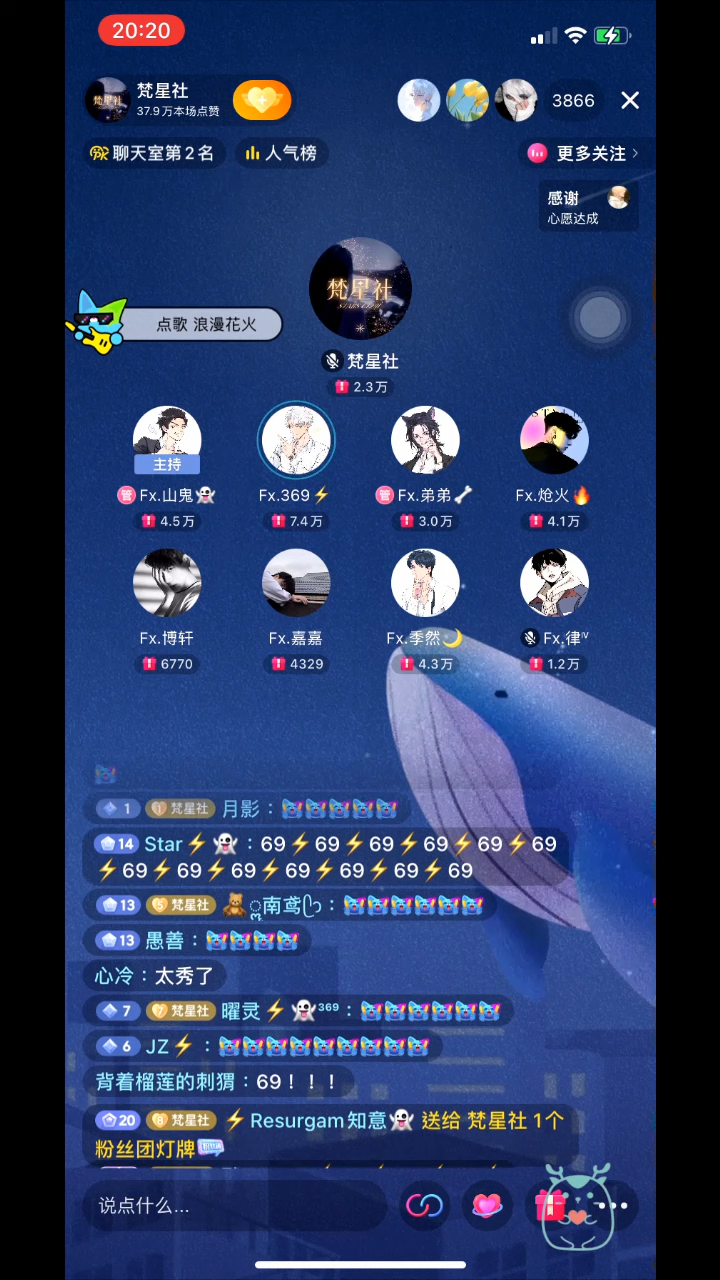 20:20
梵星社
37.9万本场点赞
3866
聊天室第2名
人气榜
更多关注
感谢
心愿达成
梵星社
点歌 浪漫花火
梵星社
2.3万
主持
管 Fx.山鬼👻 Fx.369⚡ 管 Fx.弟弟🦴 Fx.炝火🔥
4.5万 7.4万 3.0万 4.1万
Fx.博轩 Fx.嘉嘉 Fx.季然🌙 Fx.律ᴵⱽ
6770 4329 4.3万 1.2万
1 1 梵星社 月影：
14 Star⚡👻：69⚡69⚡69⚡69⚡69⚡69
⚡69⚡69⚡69⚡69⚡69⚡69⚡69
13 5 梵星社 🧸南鸢：
13 愚善：
心冷：太秀了
7 7 梵星社 曜灵⚡👻³⁶⁹：
6 JZ⚡：
背着榴莲的刺猬：69！！！
20 8 梵星社 ⚡Resurgam知意👻 送给 梵星社 1个
粉丝团灯牌
说点什么...